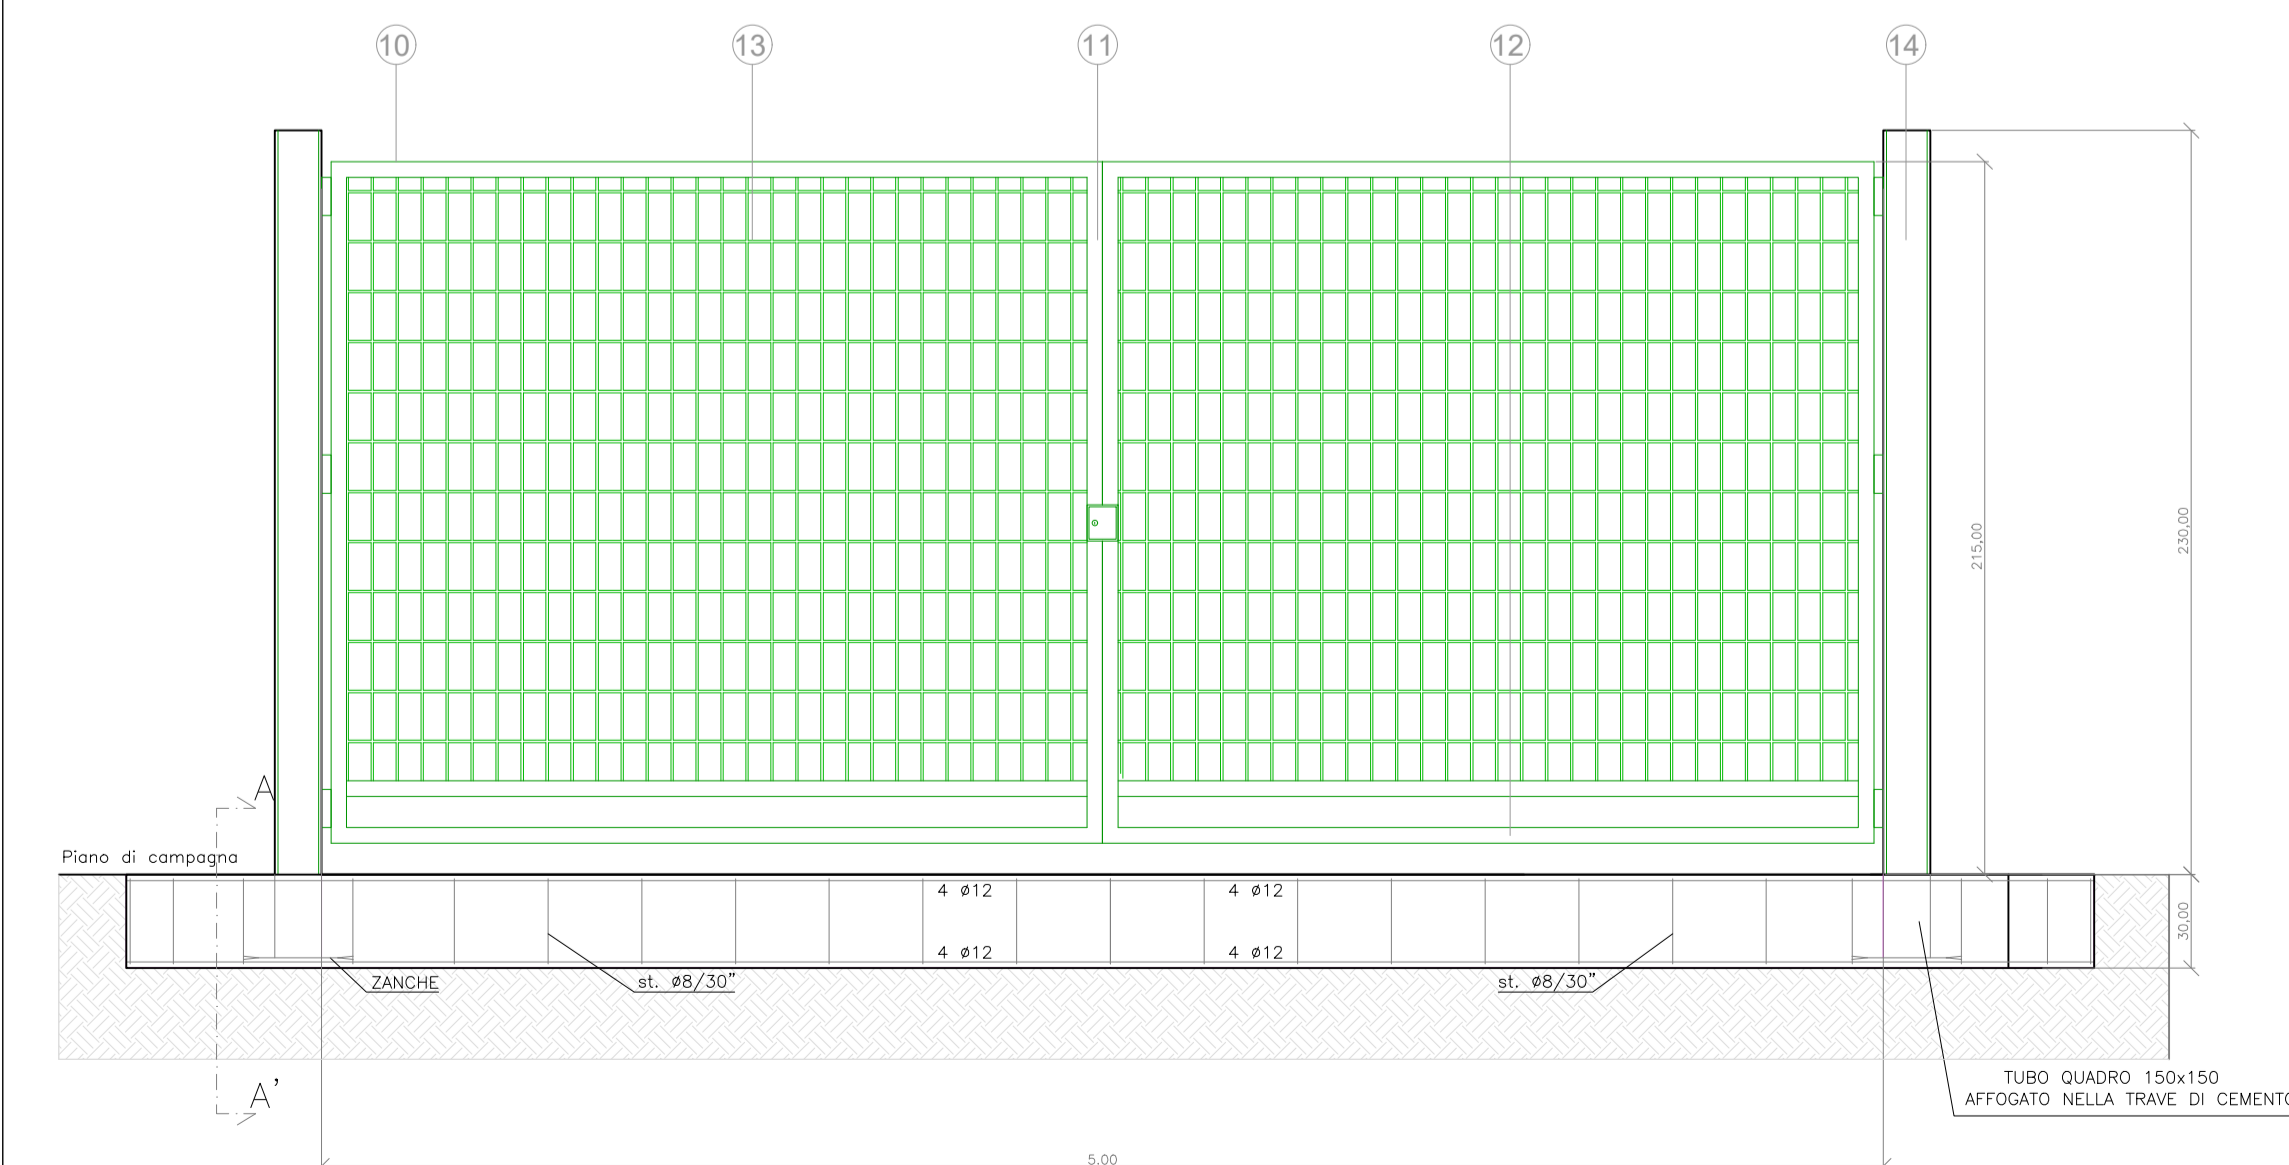 10
13
11
12
14
215,00
230,00
A
Piano di campagna
4 ø12
4 ø12
30,00
4 ø12
4 ø12
ZANCHE
st. ø8/30"
st. ø8/30"
A'
TUBO QUADRO 150x150
AFFOGATO NELLA TRAVE DI CEMENTO
5.00